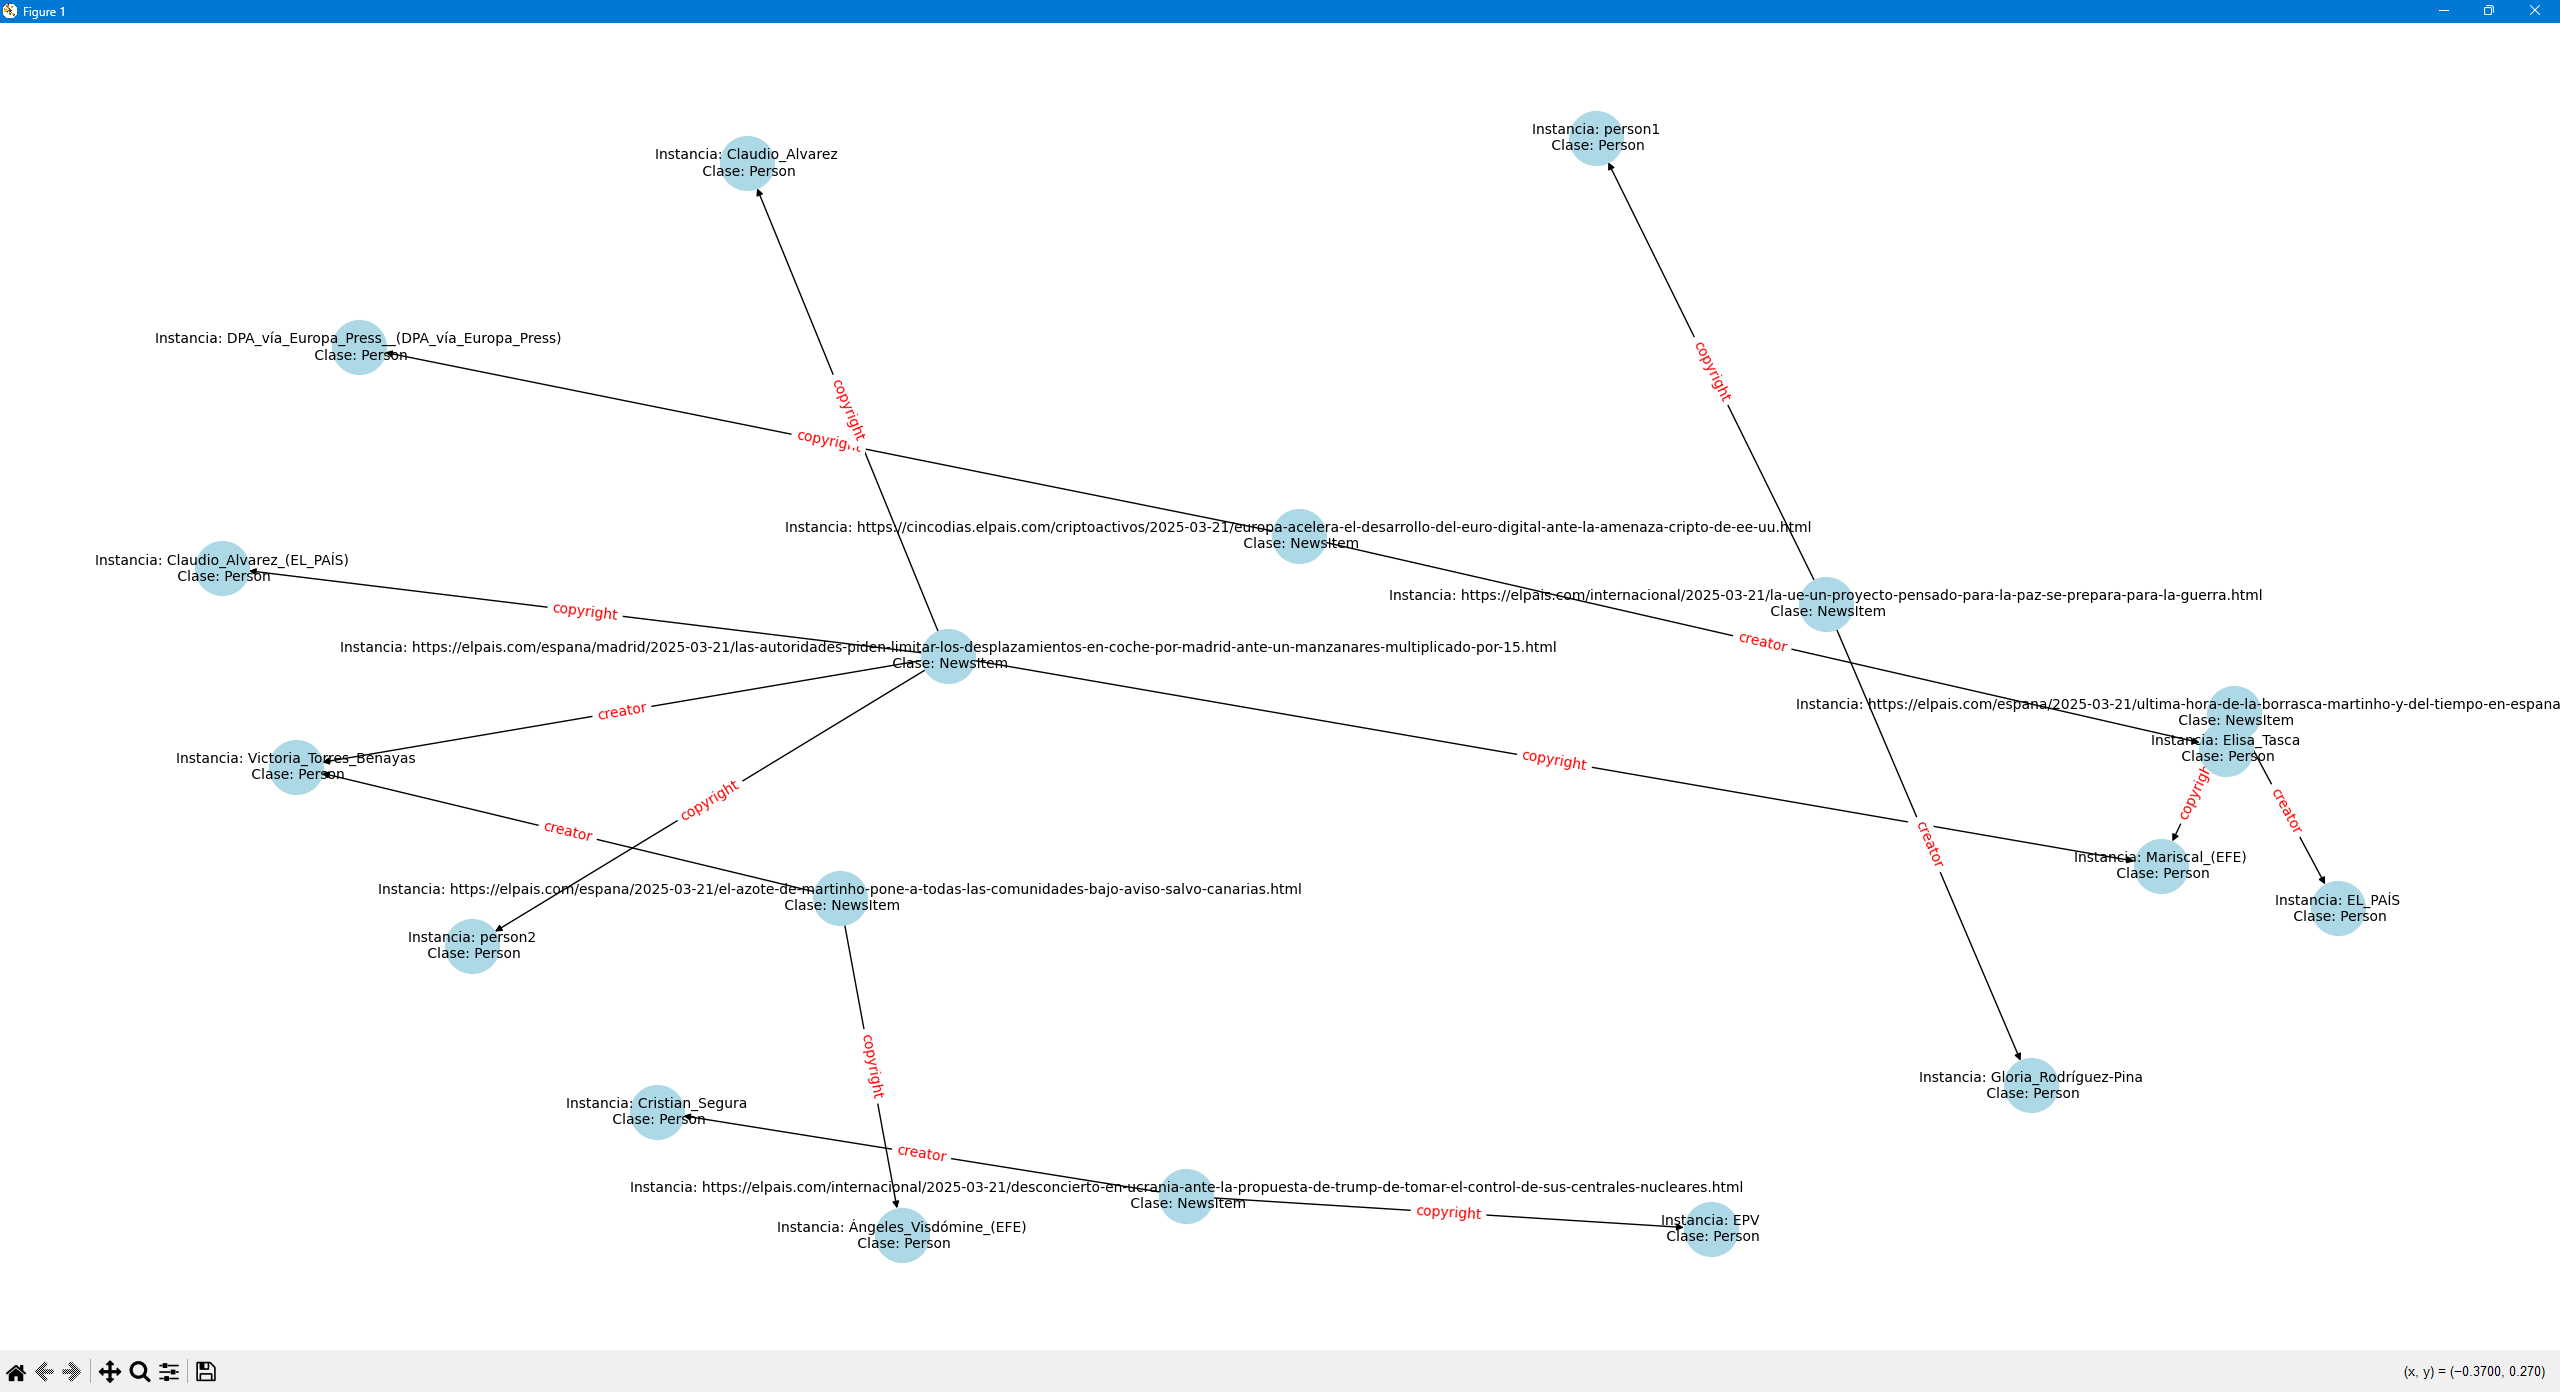 Figure 1
Instancia: person1
Clase: Person
Instancia: Claudio_Alvarez
Clase: Person
Instancia: DPA_vía_Europa_Press__(DPA_vía_Europa_Press)
Clase: Person
copyright
copyright
copyright
Instancia: https://cincodias.elpais.com/criptoactivos/2025-03-21/europa-acelera-el-desarrollo-del-euro-digital-ante-la-amenaza-cripto-de-ee-uu.html
Clase: NewsItem
Instancia: Claudio_Alvarez_(EL_PAÍS)
Clase: Person
Instancia: https://elpais.com/internacional/2025-03-21/la-ue-un-proyecto-pensado-para-la-paz-se-prepara-para-la-guerra.html
Clase: NewsItem
copyright
creator
Instancia: https://elpais.com/espana/madrid/2025-03-21/las-autoridades-piden-limitar-los-desplazamientos-en-coche-por-madrid-ante-un-manzanares-multiplicado-por-15.html
Clase: NewsItem
creator
Instancia: https://elpais.com/espana/2025-03-21/ultima-hora-de-la-borrasca-martinho-y-del-tiempo-en-espana
Clase: NewsItem
Instancia: Elisa_Tasca
Clase: Person
Instancia: Victoria_Torres_Benayas
Clase: Person
copyright
copyright
copyright
creator
creator
creator
Instancia: Mariscal_(EFE)
Clase: Person
Instancia: https://elpais.com/espana/2025-03-21/el-azote-de-martinho-pone-a-todas-las-comunidades-bajo-aviso-salvo-canarias.html
Clase: NewsItem
Instancia: EL_PAÍS
Clase: Person
Instancia: person2
Clase: Person
copyright
Instancia: Gloria_Rodríguez-Pina
Clase: Person
Instancia: Cristian_Segura
Clase: Person
creator
Instancia: https://elpais.com/internacional/2025-03-21/desconcierto-en-ucrania-ante-la-propuesta-de-trump-de-tomar-el-control-de-sus-centrales-nucleares.html
Clase: NewsItem
copyright
Instancia: EPV
Clase: Person
Instancia: Ángeles_Visdómine_(EFE)
Clase: Person
(x, y) = (−0.3700, 0.270)